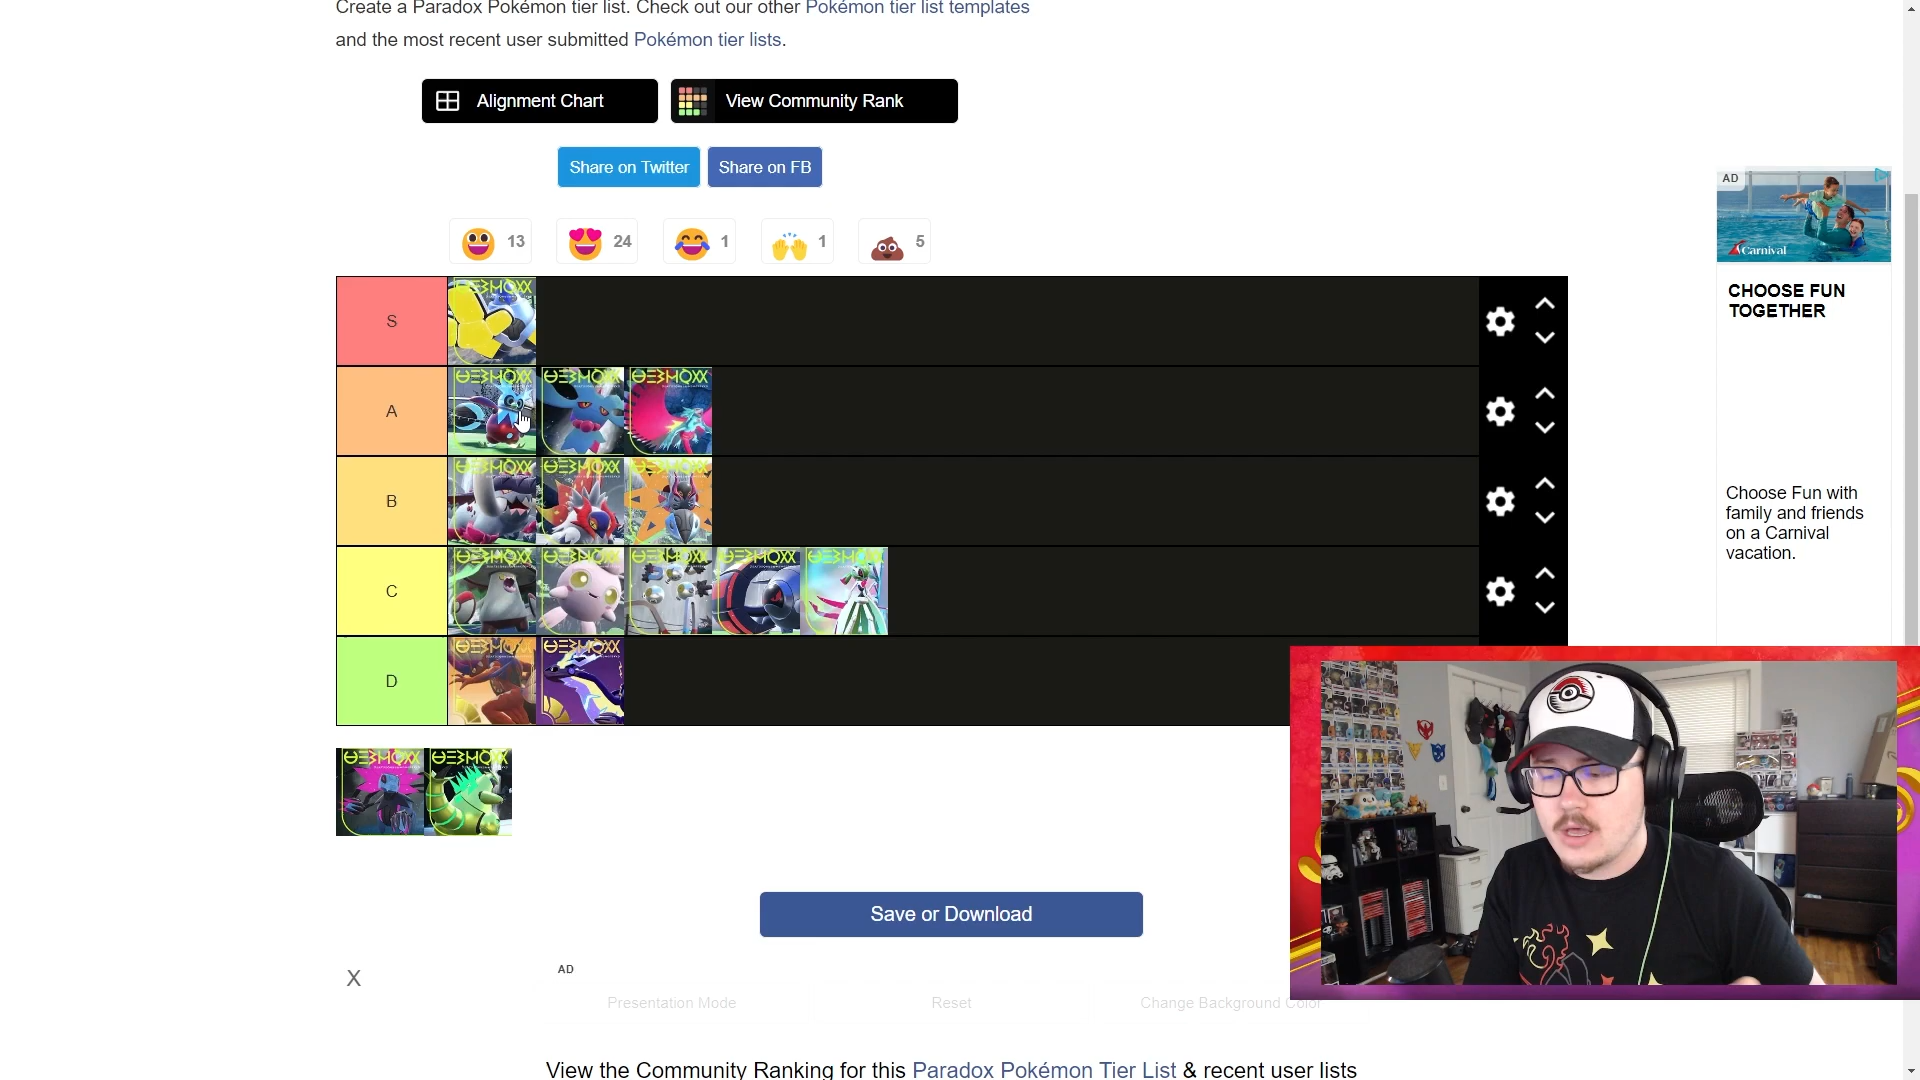 Create a Paradox Pokémon tier list. Check out our other Pokémon tier list templates
and the most recent user submitted Pokémon tier lists.
Alignment Chart
View Community Rank
Share on Twitter
Share on FB
13
24
1
1
5
S
A
B
C
D
AD
Carnival
CHOOSE FUN
TOGETHER
Choose Fun with
family and friends
on a Carnival
vacation.
Save or Download
X
AD
Presentation Mode
Reset
Change Background Color
View the Community Ranking for this Paradox Pokémon Tier List & recent user lists